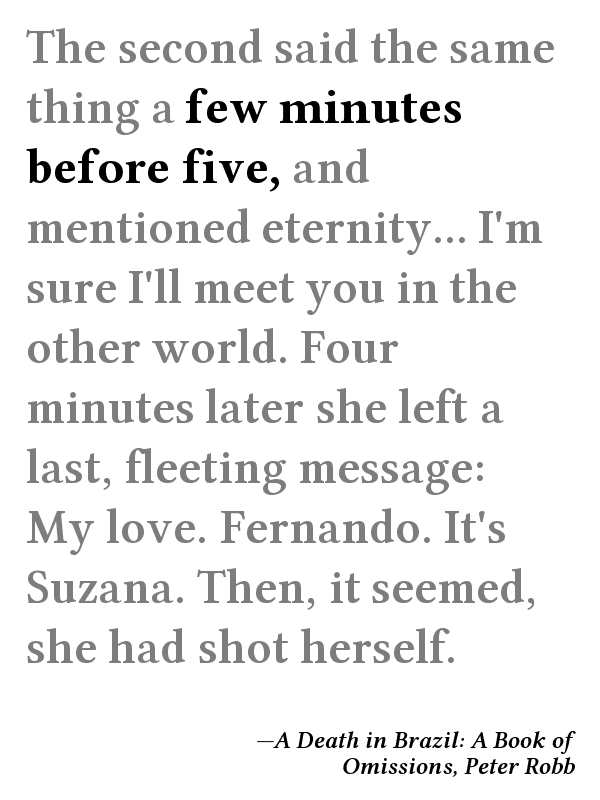 The second said the same
thing a few minutes
before five, and
mentioned eternity... I'm
sure I'll meet you in the
other world. Four
minutes later she left a
last, fleeting message:
My love. Fernando. It's
Suzana. Then, it seemed,
she had shot herself.
—A Death in Brazil: A Book of
Omissions, Peter Robb